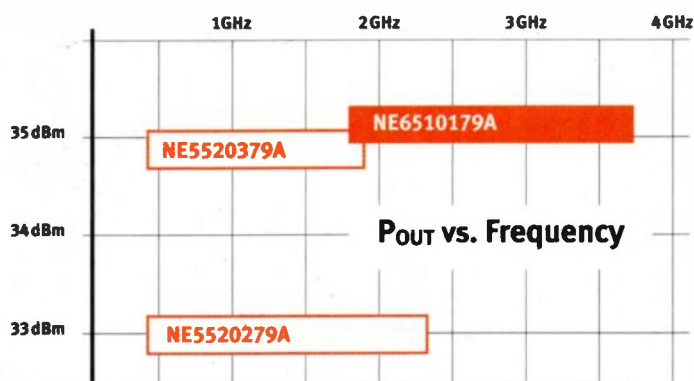 1GHz 2GHz 3GHz 4GHz
35dBm
NE6510179A
NE5520379A
34dBm
POUT vs. Frequency
33dBm
NE5520279A